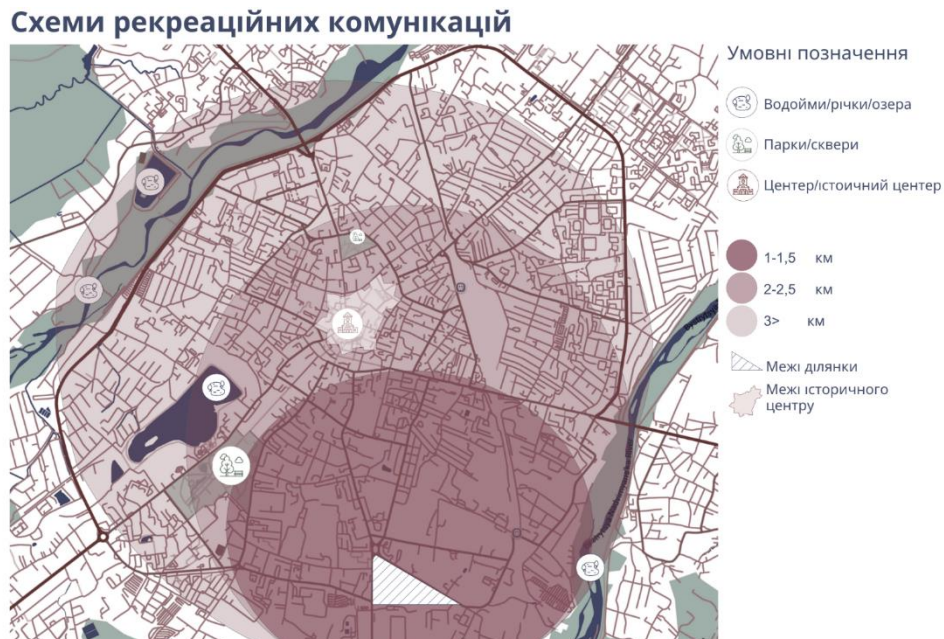 Схеми рекреаційних комунікацій
Умовні позначення
Водойми/річки/озера
Парки/сквери
Центер/істоичний центер
1-1,5 км
2-2,5 км
3> км
Межі ділянки
Межі історичного
центру